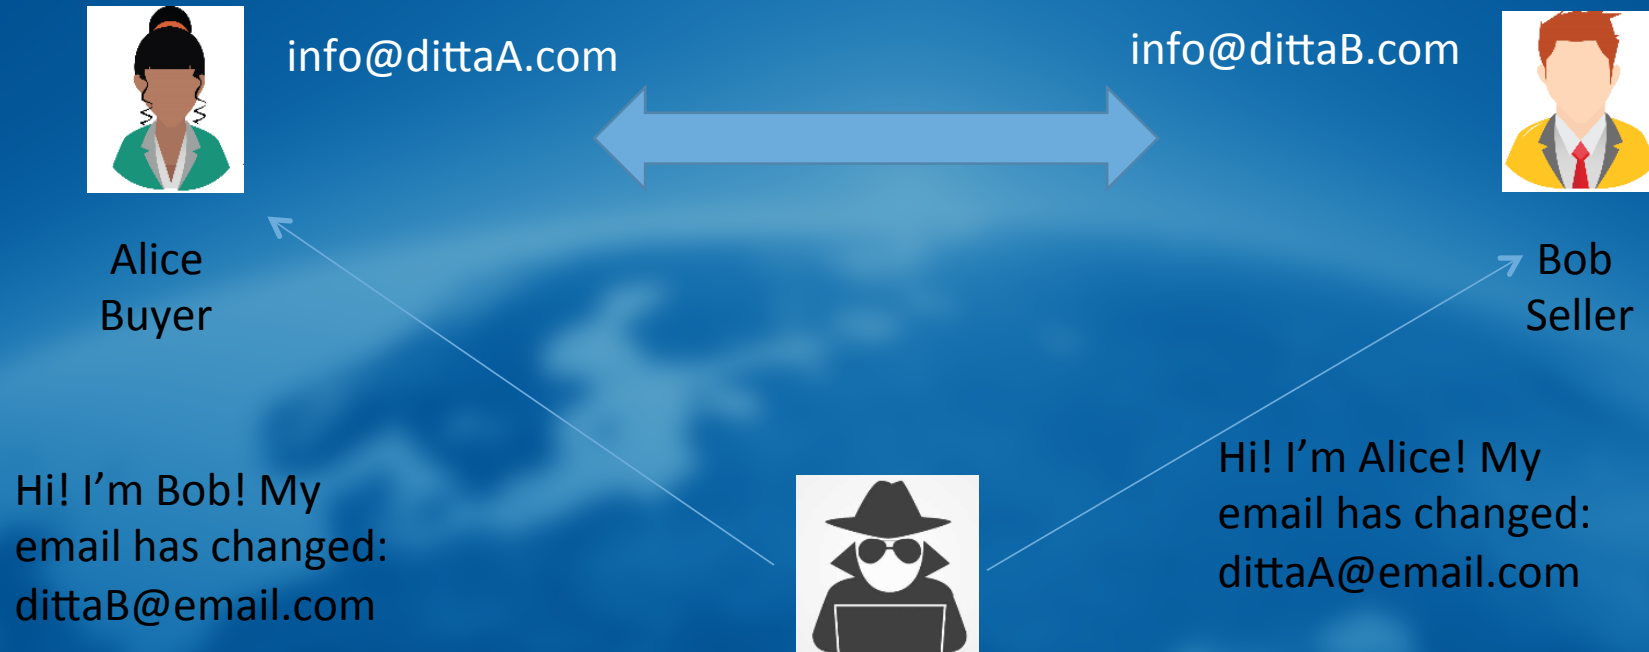 info@dittaA.com
info@dittaB.com
Alice
Buyer
Bob
Seller
Hi! I’m Bob! My
email has changed:
dittaB@email.com
Hi! I’m Alice! My
email has changed:
dittaA@email.com